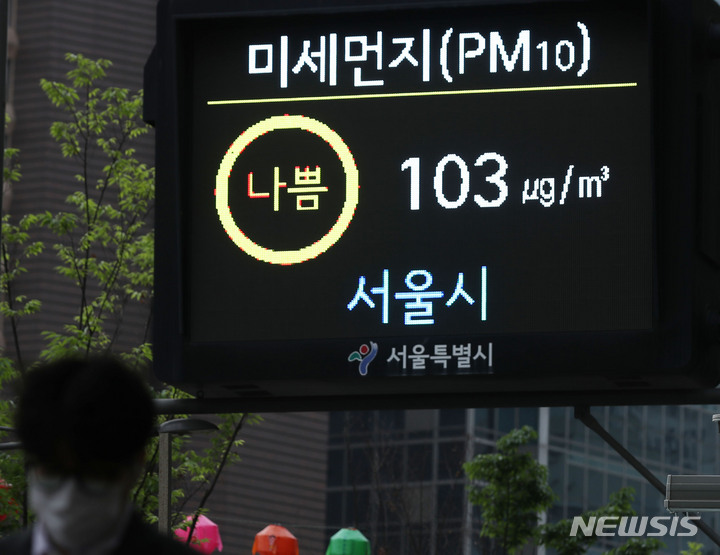 미세먼지(PM10)
나쁨
103 μg/m³
서울시
서울특별시
NEWSIS